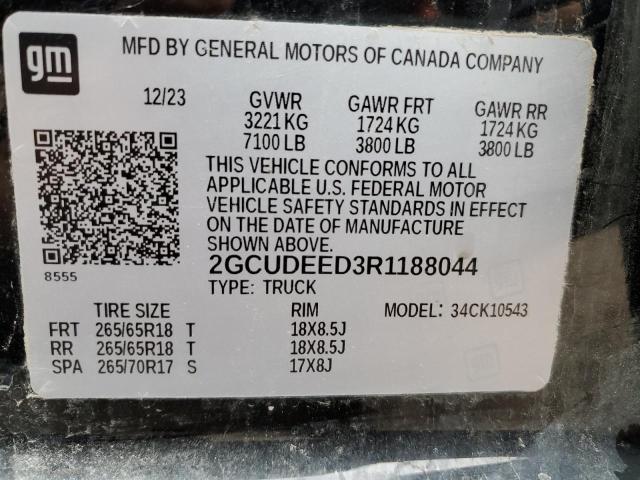 gm
MFD BY GENERAL MOTORS OF CANADA COMPANY
12/23 GVWR GAWR FRT GAWR RR
3221 KG 1724 KG 1724 KG
7100 LB 3800 LB 3800 LB
THIS VEHICLE CONFORMS TO ALL
APPLICABLE U.S. FEDERAL MOTOR
VEHICLE SAFETY STANDARDS IN EFFECT
ON THE DATE OF MANUFACTURE
SHOWN ABOVE.
8555 2GCUDEED3R1188044
TYPE: TRUCK
TIRE SIZE RIM MODEL: 34CK10543
FRT 265/65R18 T 18X8.5J
RR 265/65R18 T 18X8.5J
SPA 265/70R17 S 17X8J